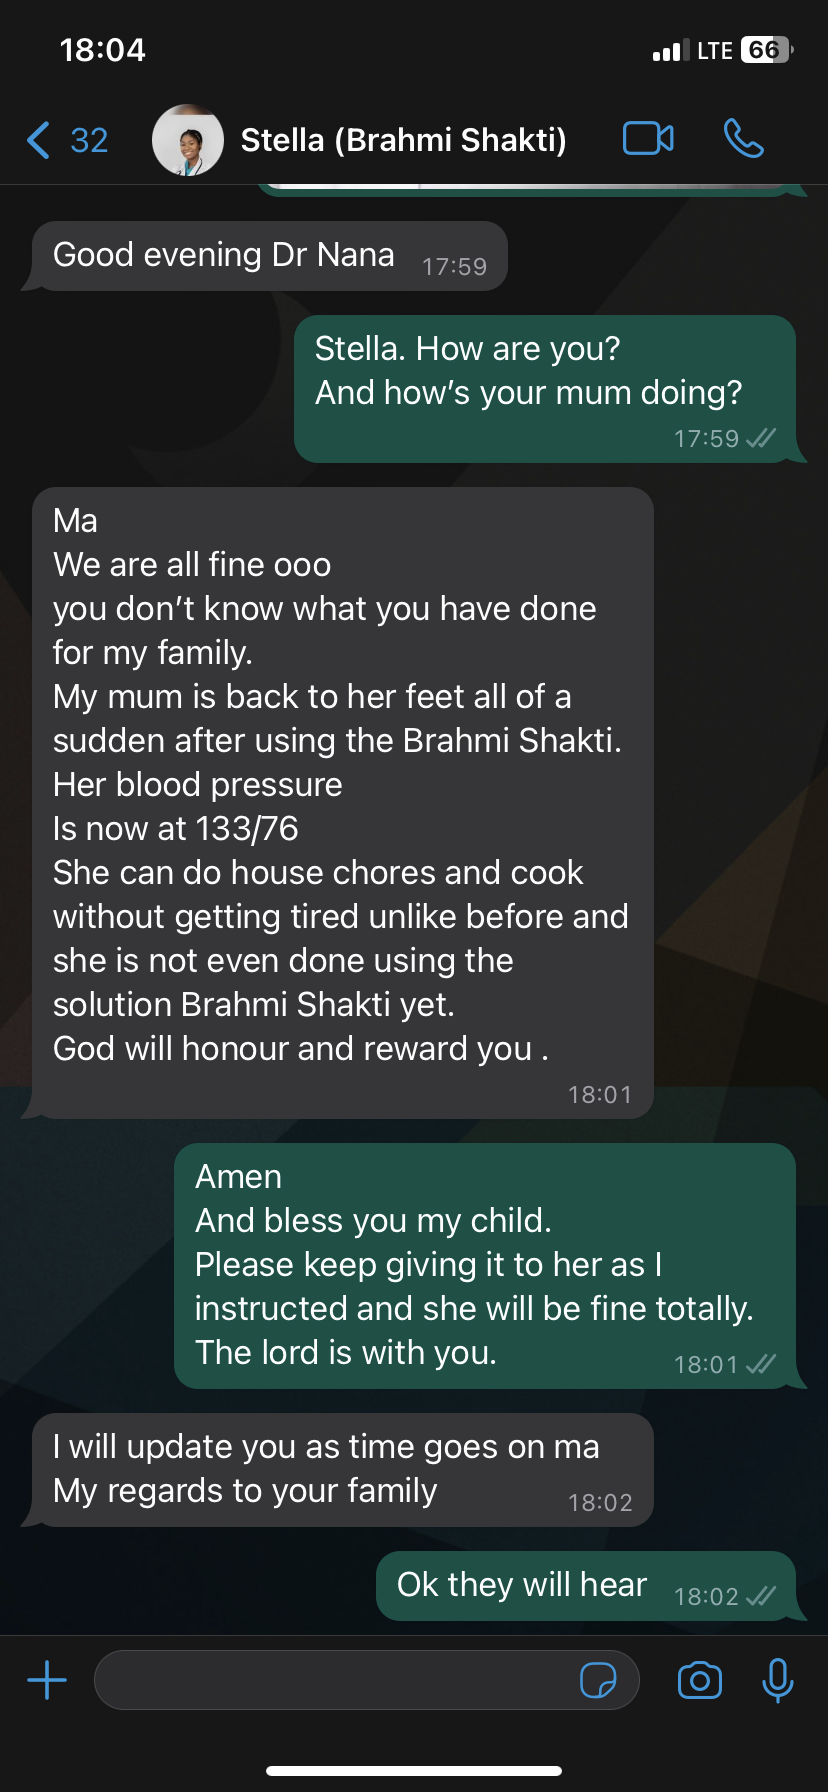 18:04
LTE 66
32
Stella (Brahmi Shakti)
Good evening Dr Nana
17:59
Stella. How are you?
And how’s your mum doing?
17:59
Ma
We are all fine ooo
you don’t know what you have done
for my family.
My mum is back to her feet all of a
sudden after using the Brahmi Shakti.
Her blood pressure
Is now at 133/76
She can do house chores and cook
without getting tired unlike before and
she is not even done using the
solution Brahmi Shakti yet.
God will honour and reward you .
18:01
Amen
And bless you my child.
Please keep giving it to her as I
instructed and she will be fine totally.
The lord is with you.
18:01
I will update you as time goes on ma
My regards to your family
18:02
Ok they will hear
18:02